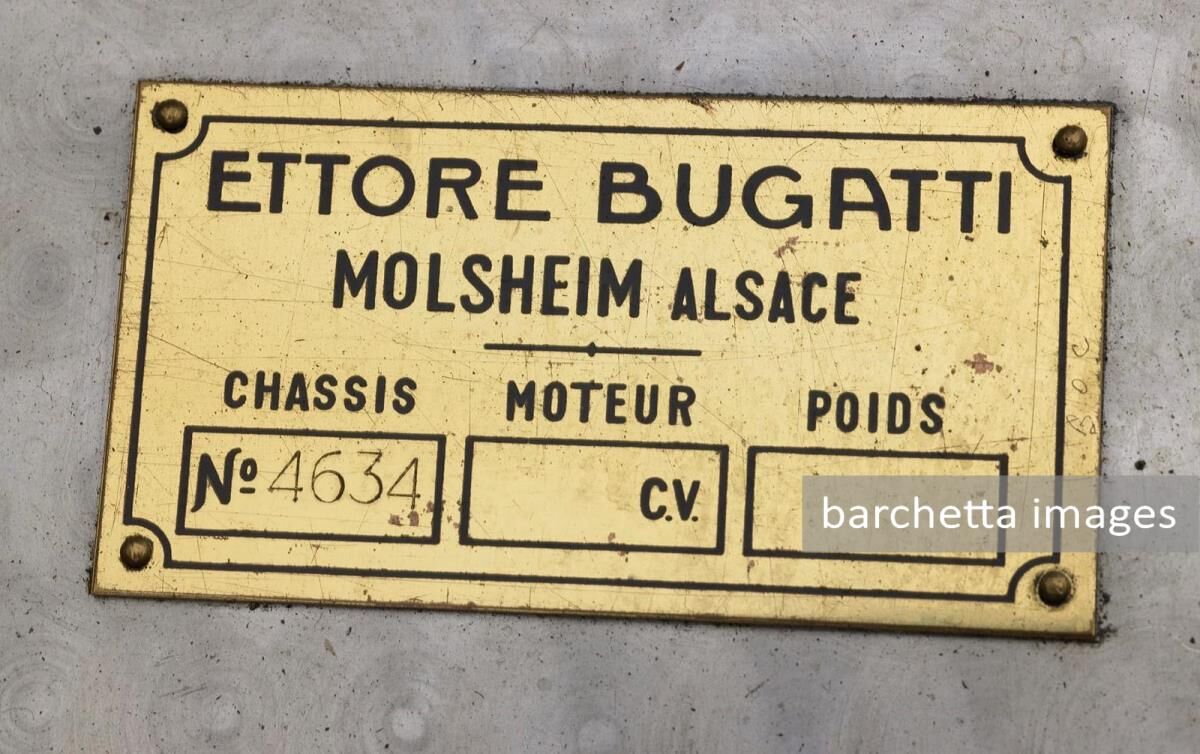 ETTORE BUGATTI
MOLSHEIM ALSACE
CHASSIS MOTEUR POIDS
Nº 4634 C.V.
barchetta images